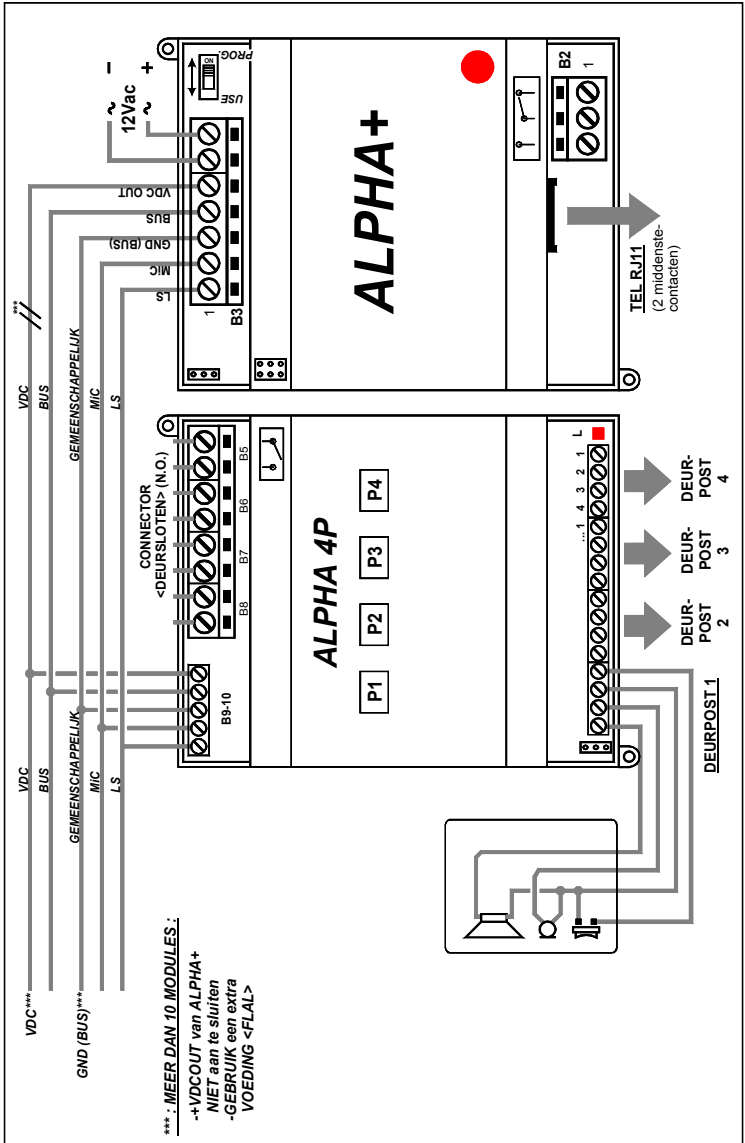 VDC***
GND (BUS)***
VDC
BUS
GEMEENSCHAPPELIJK
MiC
LS
VDC
BUS
GEMEENSCHAPPELIJK
MiC
LS
***
*** : MEER DAN 10 MODULES :
-+VDCOUT van ALPHA+
NIET aan te sluiten
-GEBRUIK een extra
VOEDING <FLAL>
CONNECTOR
<DEURSLOTEN> (N.O.)
B9-10
B8
B7
B6
B5
ALPHA 4P
P1
P2
P3
P4
...1
4
3
2
1
L
DEURPOST 1
DEUR-
POST
2
DEUR-
POST
3
DEUR-
POST
4
~ –
12Vac
~ +
LS
MiC
GND (BUS)
BUS
VDC OUT
USE
PROG.
ON
1
B3
ALPHA+
B2
1
TEL RJ11
(2 middenste-
contacten)